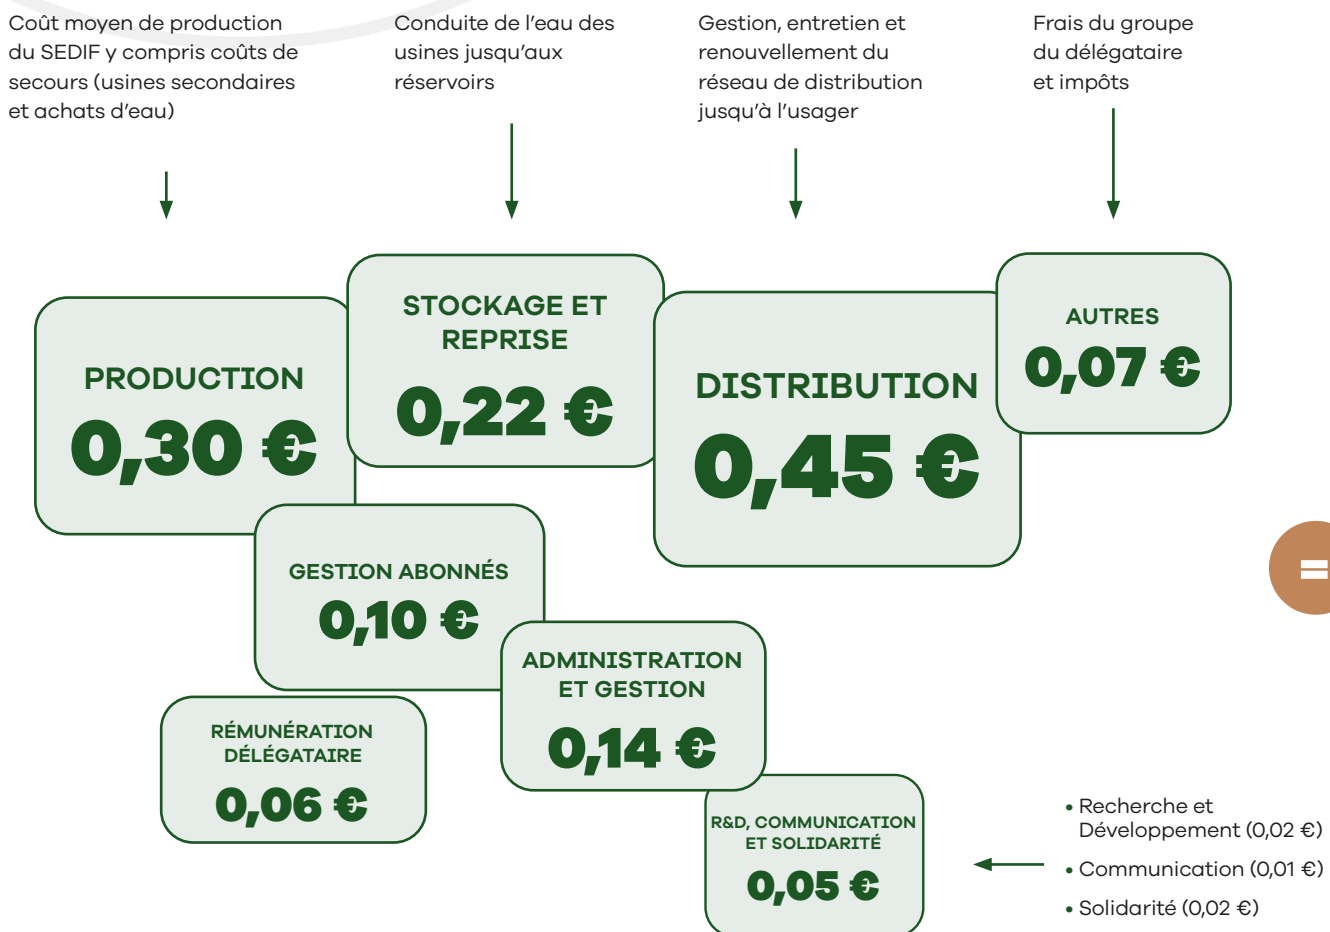 Coût moyen de production
du SEDIF y compris coûts de
secours (usines secondaires
et achats d'eau)
Conduite de l'eau des
usines jusqu'aux
réservoirs
Gestion, entretien et
renouvellement du
réseau de distribution
jusqu'à l'usager
Frais du groupe
du délégataire
et impôts
PRODUCTION
0,30 €
STOCKAGE ET
REPRISE
0,22 €
DISTRIBUTION
0,45 €
AUTRES
0,07 €
=
GESTION ABONNÉS
0,10 €
ADMINISTRATION
ET GESTION
0,14 €
RÉMUNÉRATION
DÉLÉGATAIRE
0,06 €
R&D, COMMUNICATION
ET SOLIDARITÉ
0,05 €
• Recherche et
Développement (0,02 €)
• Communication (0,01 €)
• Solidarité (0,02 €)